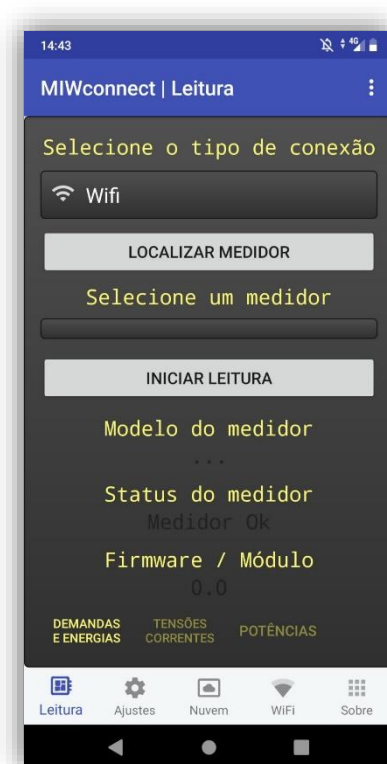 14:43
4G
MIWconnect | Leitura
Selecione o tipo de conexão
Wifi
LOCALIZAR MEDIDOR
Selecione um medidor
INICIAR LEITURA
Modelo do medidor
...
Status do medidor
Medidor Ok
Firmware / Módulo
0.0
DEMANDAS
E ENERGIAS
TENSÕES
CORRENTES
POTÊNCIAS
Leitura
Ajustes
Nuvem
WiFi
Sobre